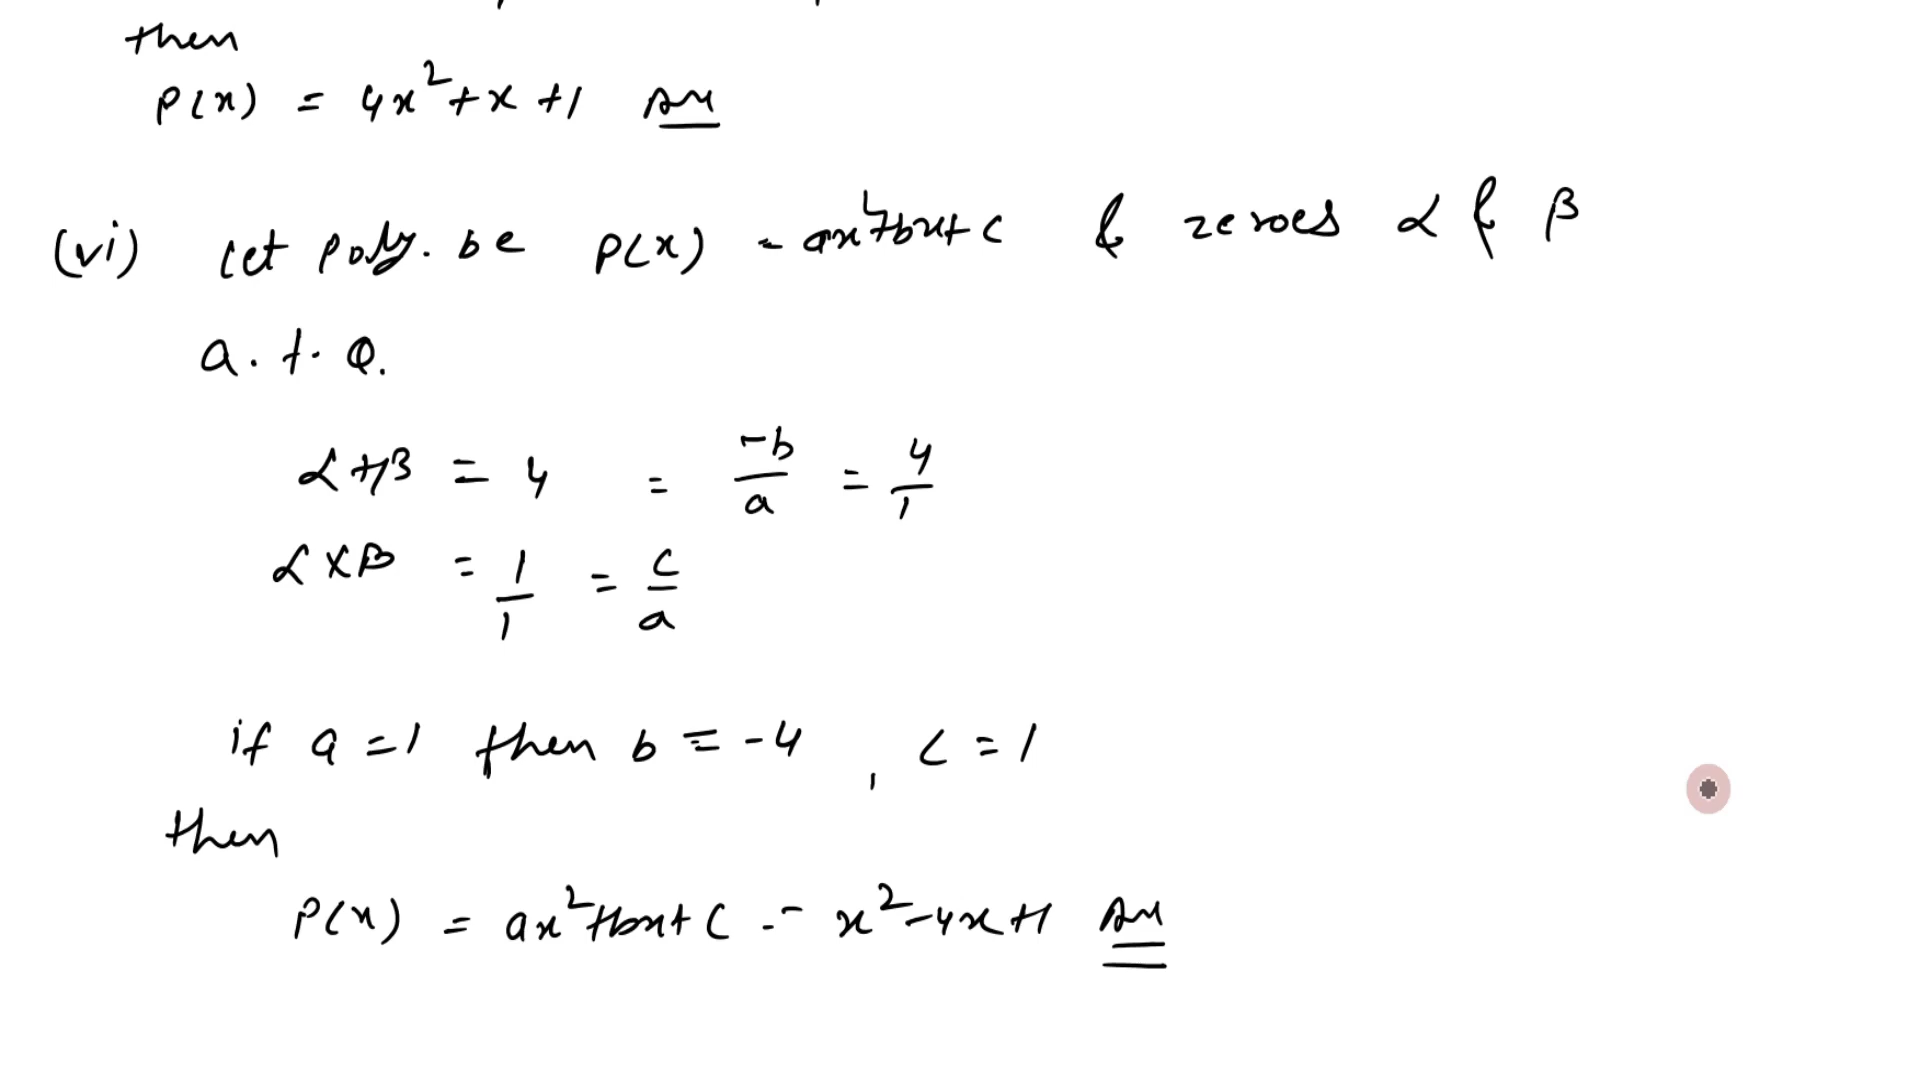 then
P(x) = 4x²+x+1 Ans
(vi) Let poly. be P(x) = ax²+bx+c & zeroes α & β
a.t.Q.
α+β = 4 = -b/a = 4/1
α×β = 1/1 = c/a
if a=1 then b = -4, c=1
then
P(x) = ax²+bx+c = x²-4x+1 Ans